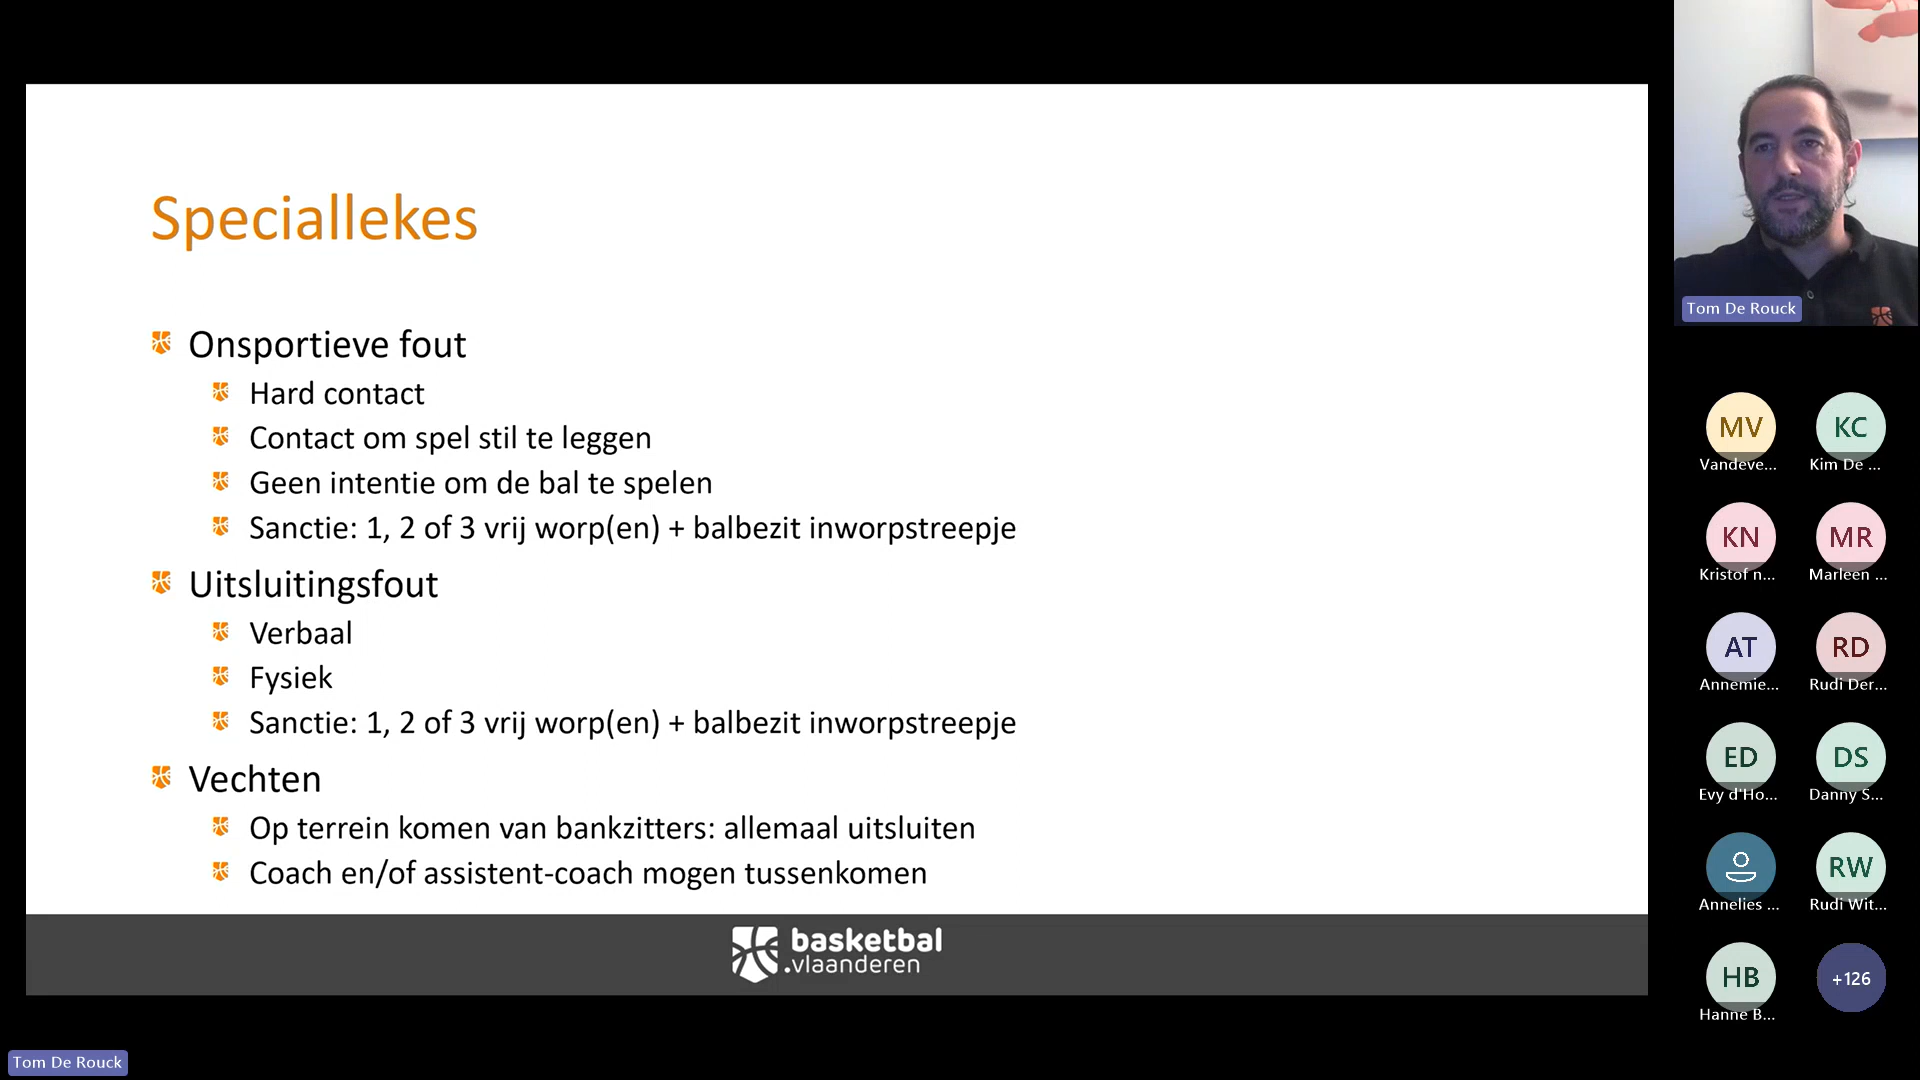 Speciallekes
Onsportieve fout
Hard contact
Contact om spel stil te leggen
Geen intentie om de bal te spelen
Sanctie: 1, 2 of 3 vrij worp(en) + balbezit inworpstreepje
Uitsluitingsfout
Verbaal
Fysiek
Sanctie: 1, 2 of 3 vrij worp(en) + balbezit inworpstreepje
Vechten
Op terrein komen van bankzitters: allemaal uitsluiten
Coach en/of assistent-coach mogen tussenkomen
basketbal
.vlaanderen
Tom De Rouck
Tom De Rouck
MV
Vandeve...
KC
Kim De ...
KN
Kristof n...
MR
Marleen ...
AT
Annemie...
RD
Rudi Der...
ED
Evy d'Ho...
DS
Danny S...
Annelies ...
RW
Rudi Wit...
HB
Hanne B...
+126